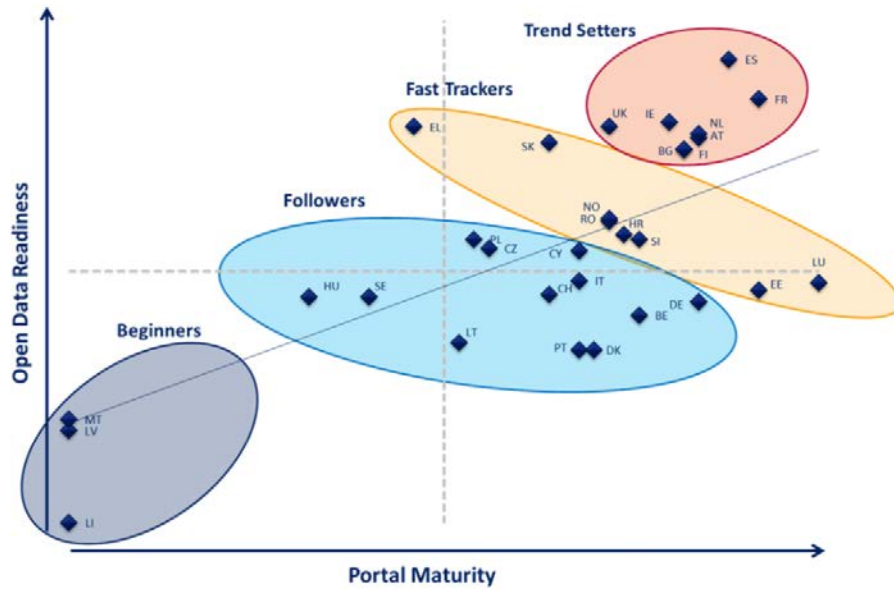 Trend Setters
ES
FR
Fast Trackers
UK
IE
NL
AT
EL
SK
BG
FI
Followers
NO
RO
HR
PL
CZ
CY
SI
LU
HU
SE
CH
IT
DE
EE
BE
Beginners
LT
PT
DK
MT
LV
LI
Open Data Readiness
Portal Maturity